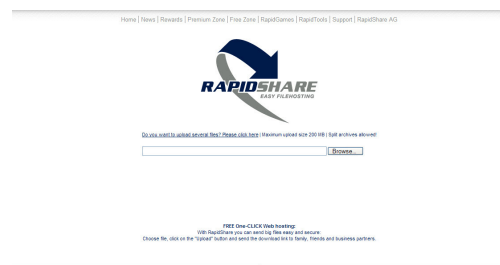 Home | News | Rewards | Premium Zone | Free Zone | RapidGames | RapidTools | Support | RapidShare AG
RAPIDSHARE
EASY FILEHOSTING
Do you want to upload several files? Please click here | Maximum upload size 200 MB | Split archives allowed!
Browse...
FREE One-CLICK Web hosting:
With RapidShare you can send big files easy and secure:
Choose file, click on the "Upload" button and send the download link to family, friends and business partners.